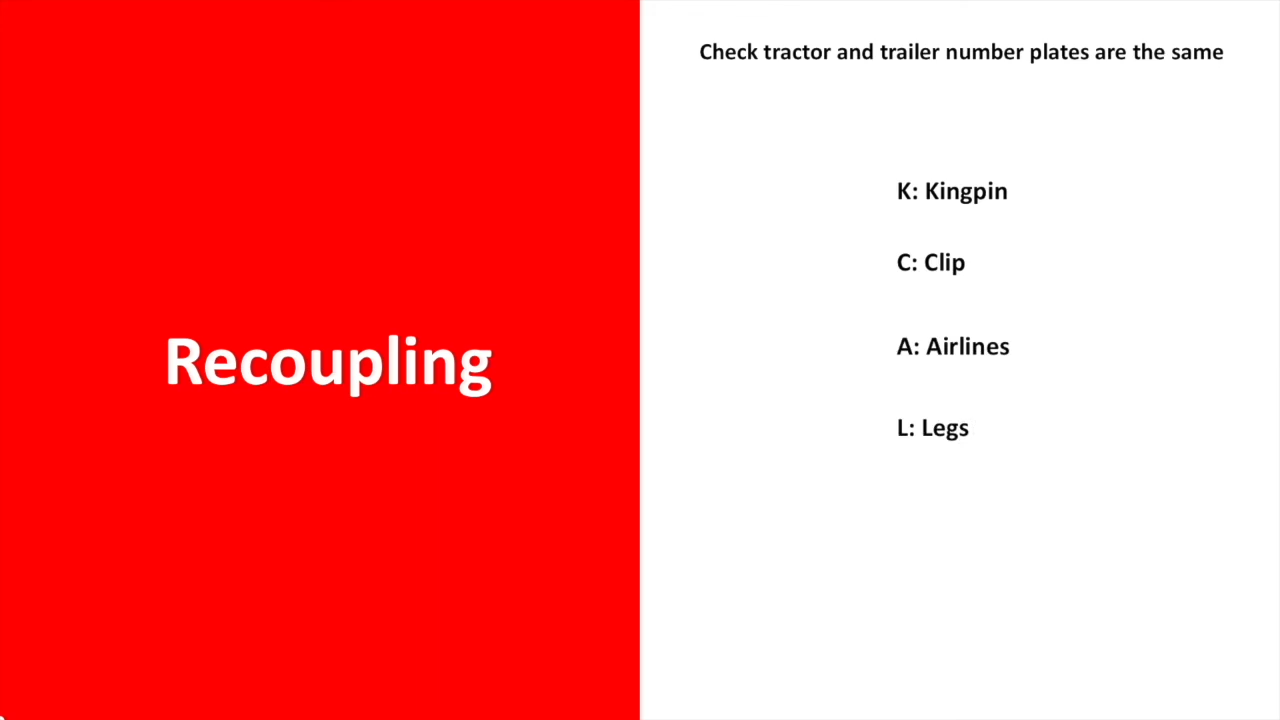 Recoupling
Check tractor and trailer number plates are the same
K: Kingpin
C: Clip
A: Airlines
L: Legs